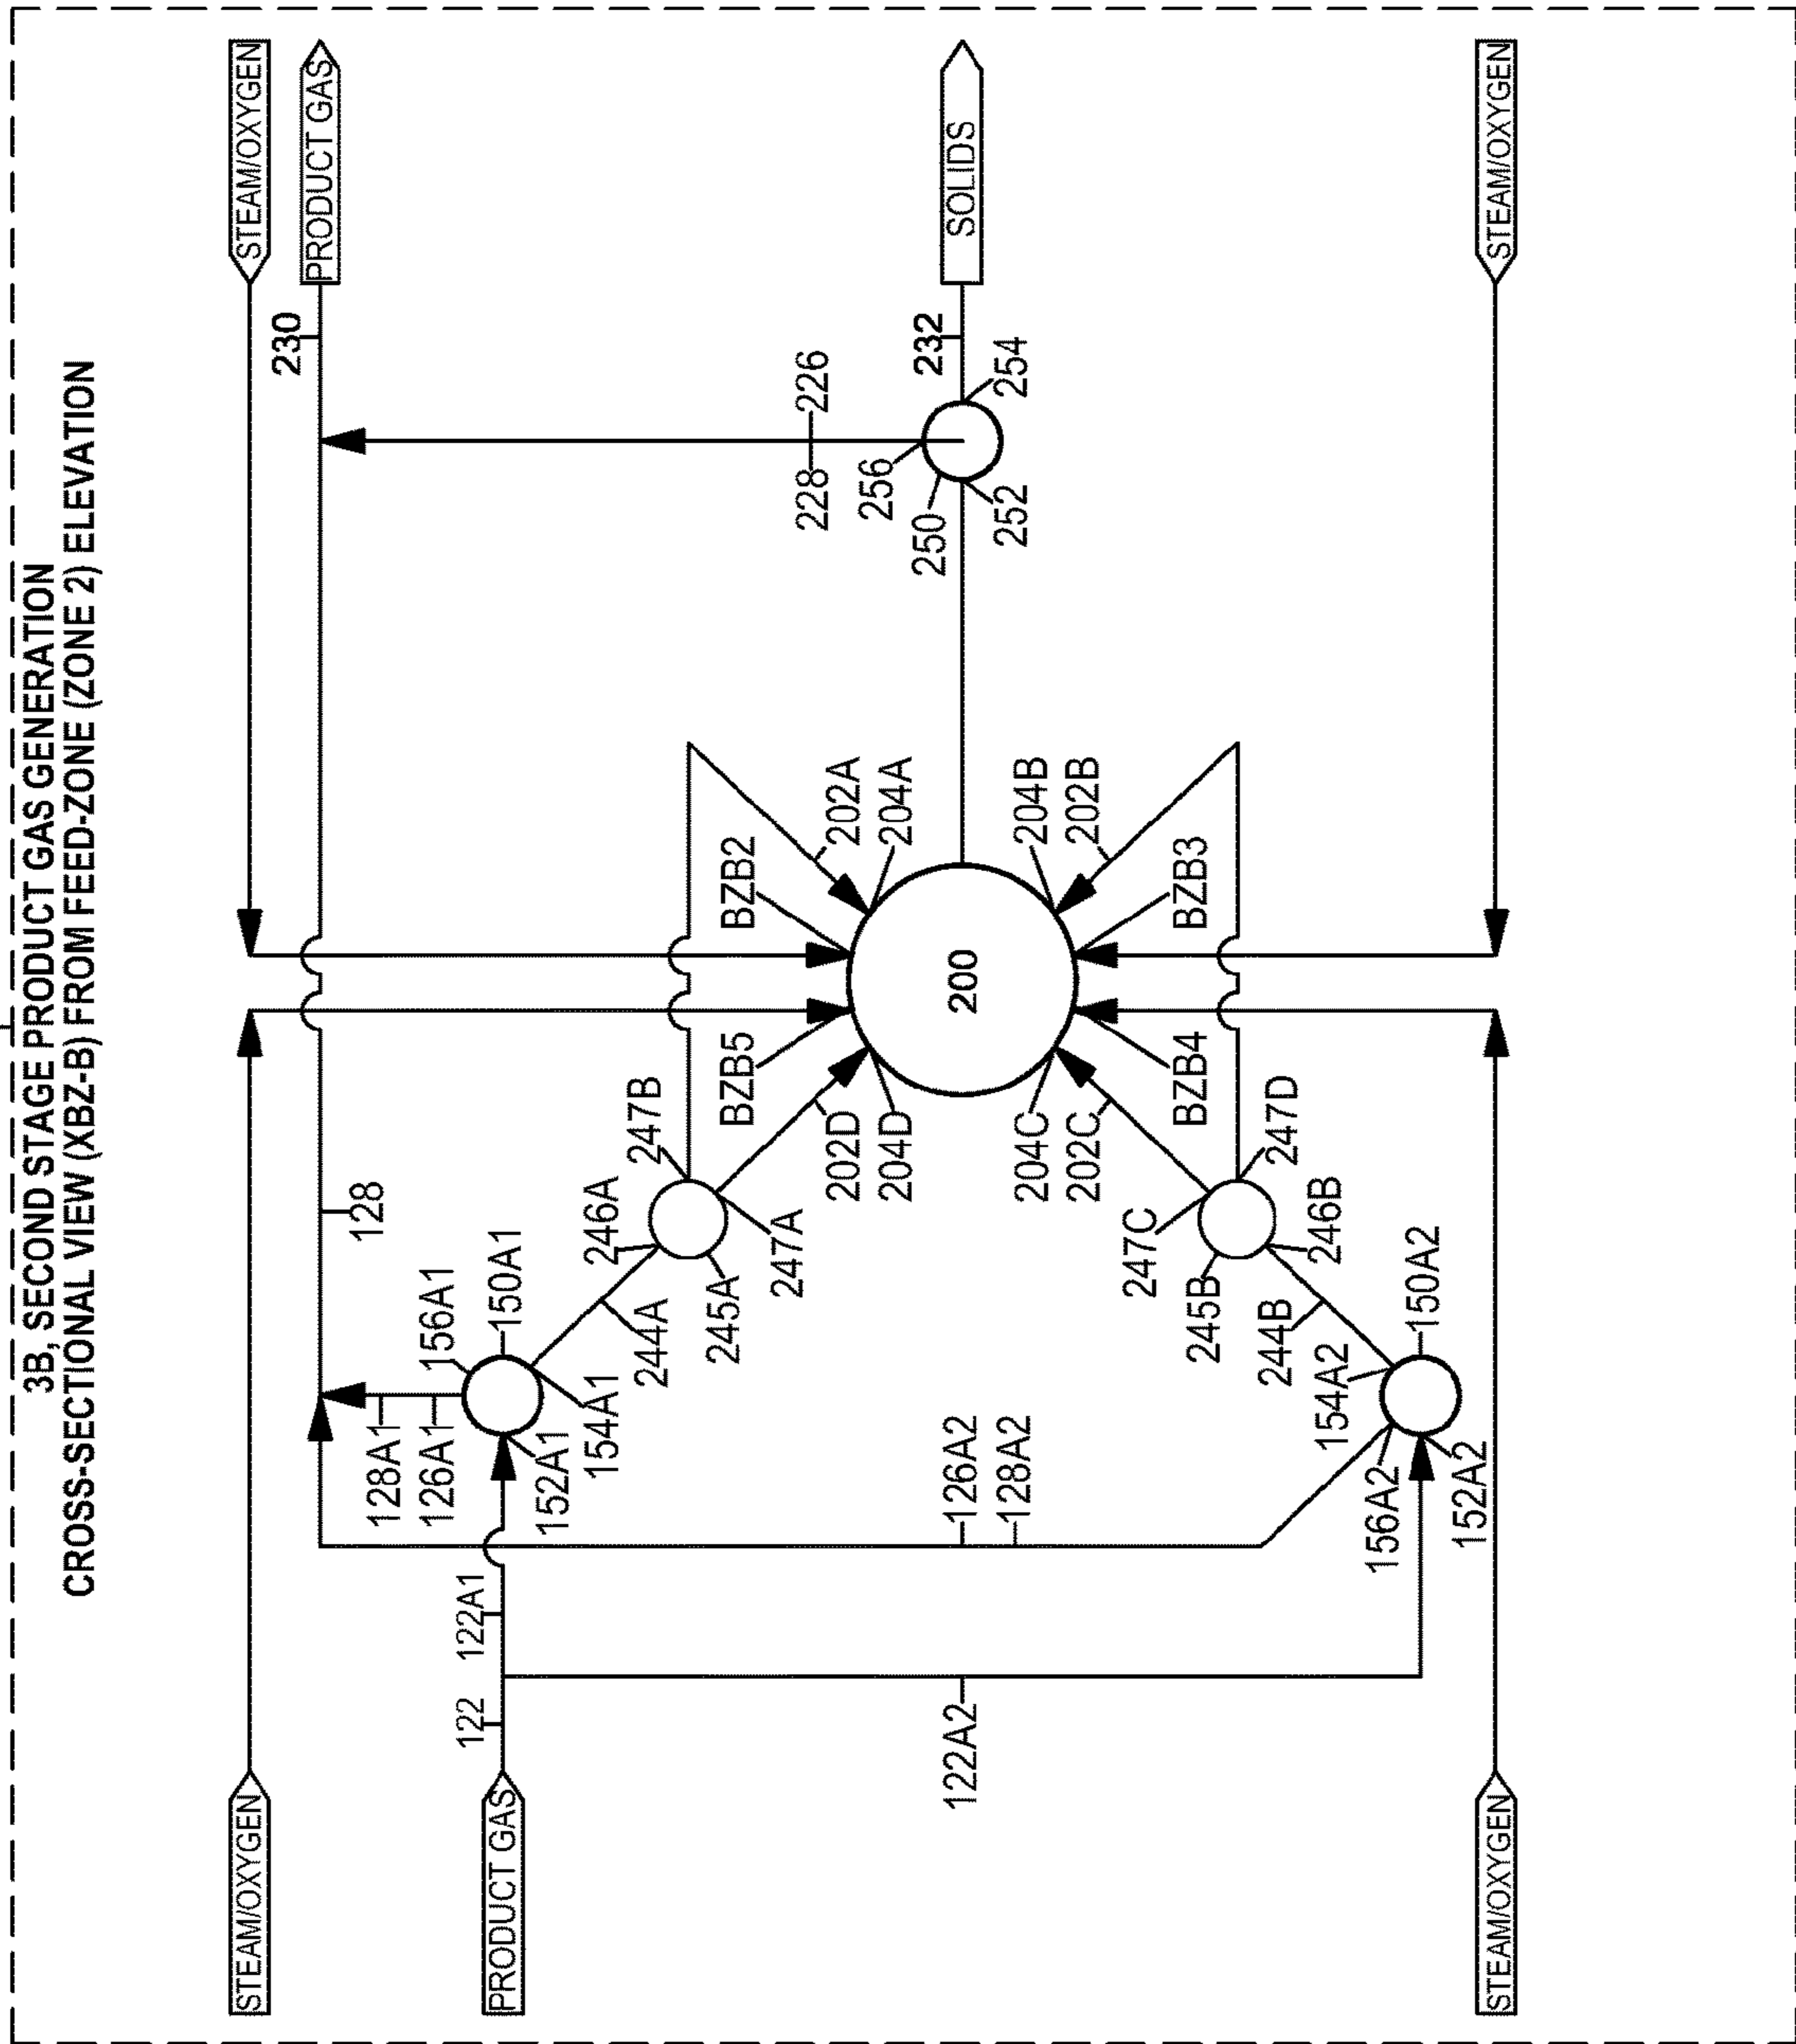 3B, SECOND STAGE PRODUCT GAS GENERATION
CROSS-SECTIONAL VIEW (XBZ-B) FROM FEED-ZONE (ZONE 2) ELEVATION
STEAM/OXYGEN
STEAM/OXYGEN
PRODUCT GAS
230
128
128A1
126A1
156A1
150A1
PRODUCT GAS
122
122A1
152A1
154A1
244A
246A
245A
247B
247A
BZB5
BZB2
202D
204D
202A
204A
228
226
256
250
252
254
232
SOLIDS
200
122A2
126A2
128A2
204C
202C
204B
202B
BZB4
BZB3
247C
247D
245B
246B
244B
154A2
150A2
156A2
152A2
STEAM/OXYGEN
STEAM/OXYGEN